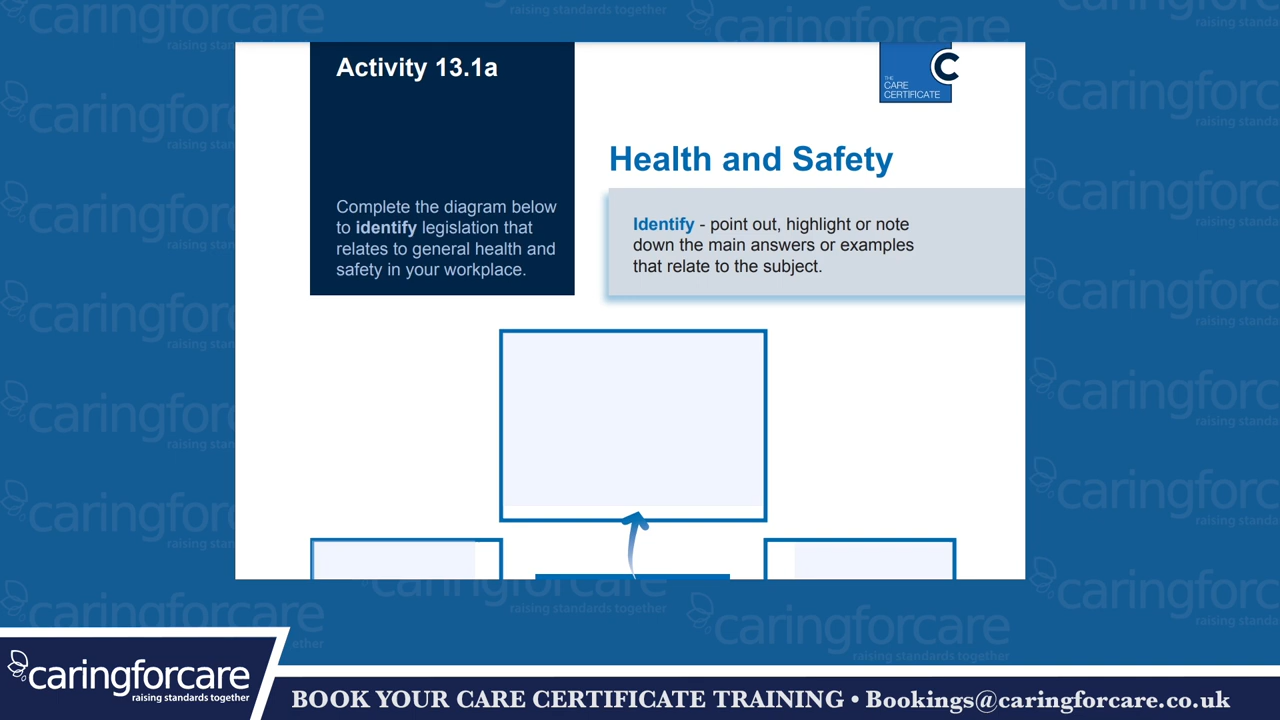 Activity 13.1a
Complete the diagram below
to identify legislation that
relates to general health and
safety in your workplace.
THE
CARE
CERTIFICATE
C
Health and Safety
Identify - point out, highlight or note
down the main answers or examples
that relate to the subject.
caringforcare
raising standards together
BOOK YOUR CARE CERTIFICATE TRAINING • Bookings@caringforcare.co.uk